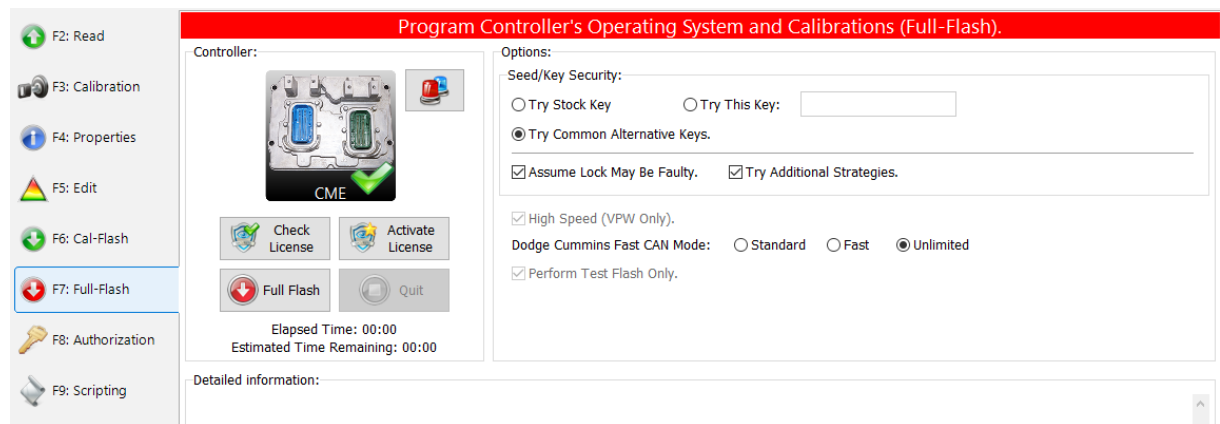 Program Controller's Operating System and Calibrations (Full-Flash).
F2: Read
F3: Calibration
F4: Properties
F5: Edit
F6: Cal-Flash
F7: Full-Flash
F8: Authorization
F9: Scripting
Controller:
CME
Check License
Activate License
Full Flash
Quit
Elapsed Time: 00:00
Estimated Time Remaining: 00:00
Options:
Seed/Key Security:
Try Stock Key
Try This Key:
Try Common Alternative Keys.
Assume Lock May Be Faulty.
Try Additional Strategies.
High Speed (VPW Only).
Dodge Cummins Fast CAN Mode:
Standard
Fast
Unlimited
Perform Test Flash Only.
Detailed information: